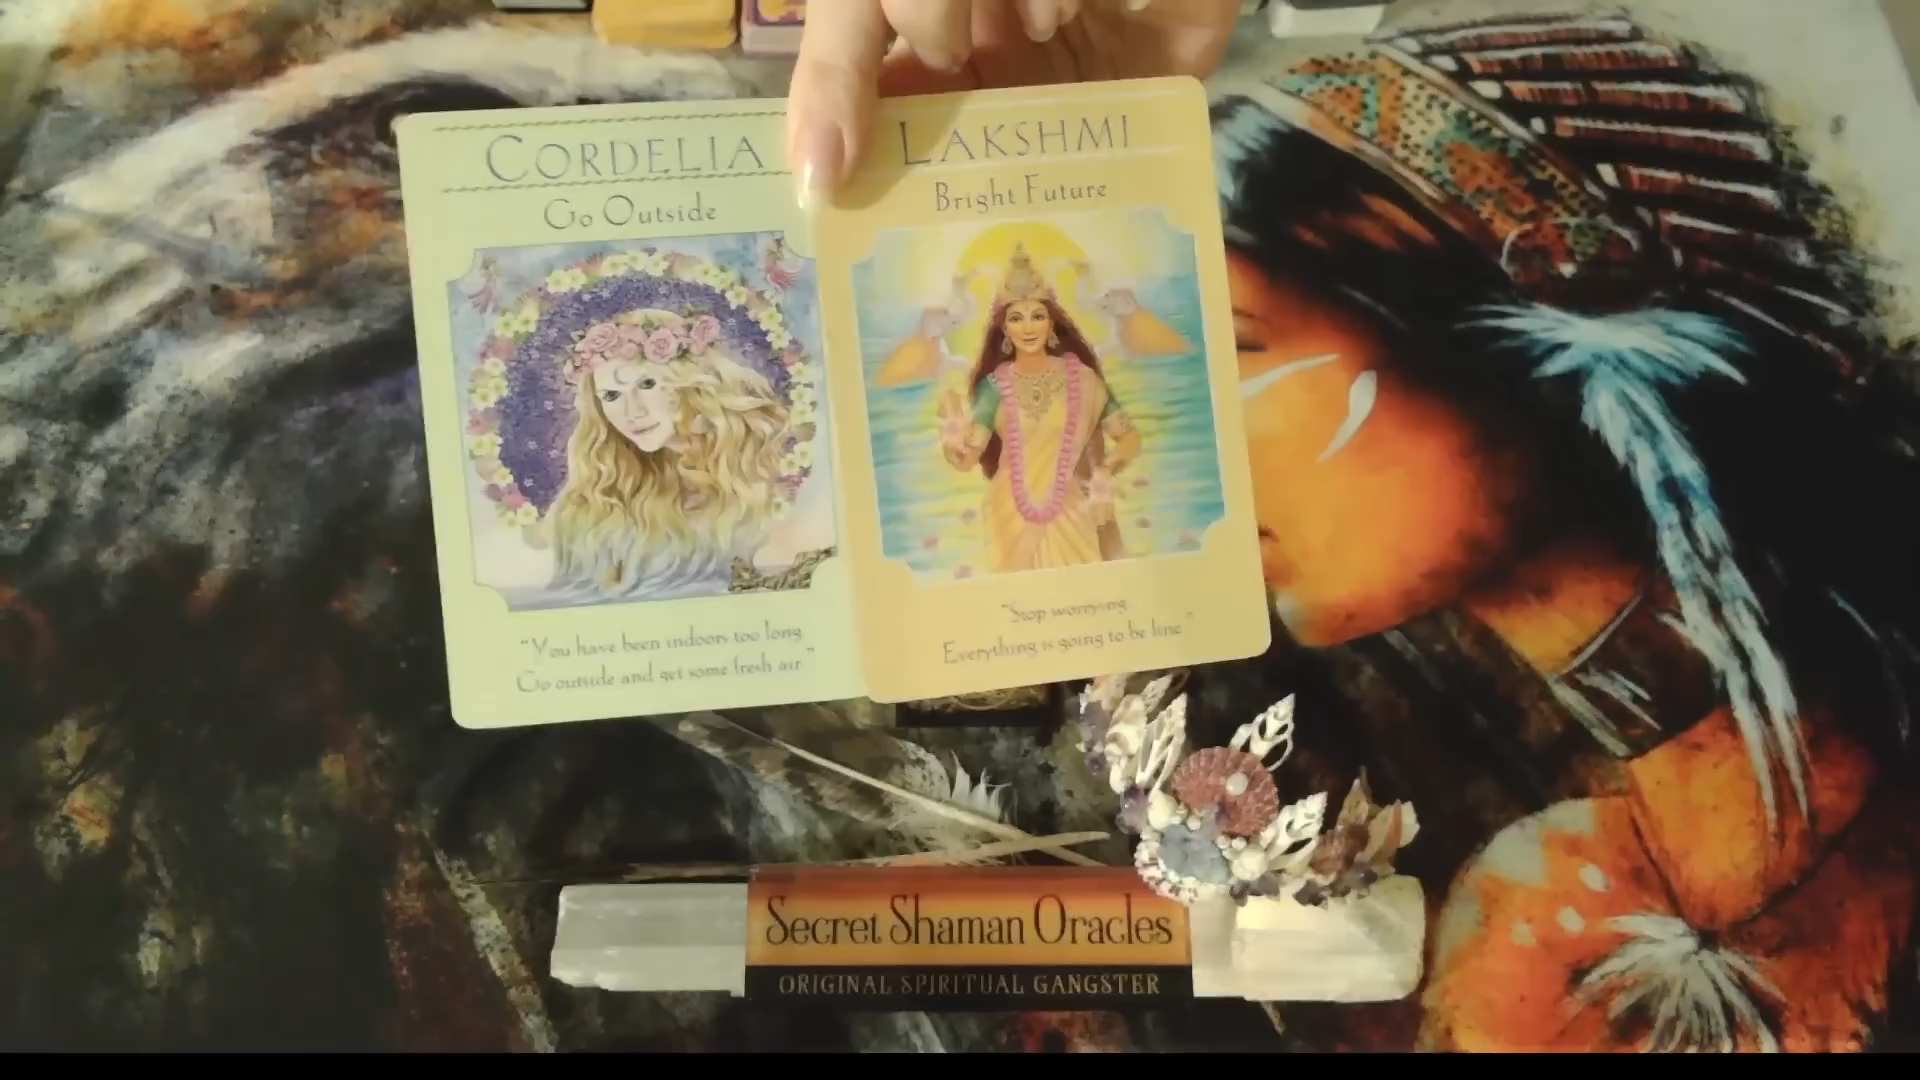 CORDELIA
Go Outside
"You have been indoors too long.
Go outside and get some fresh air."
LAKSHMI
Bright Future
"Stop worrying.
Everything is going to be fine."
Secret Shaman Oracles
ORIGINAL SPIRITUAL GANGSTER